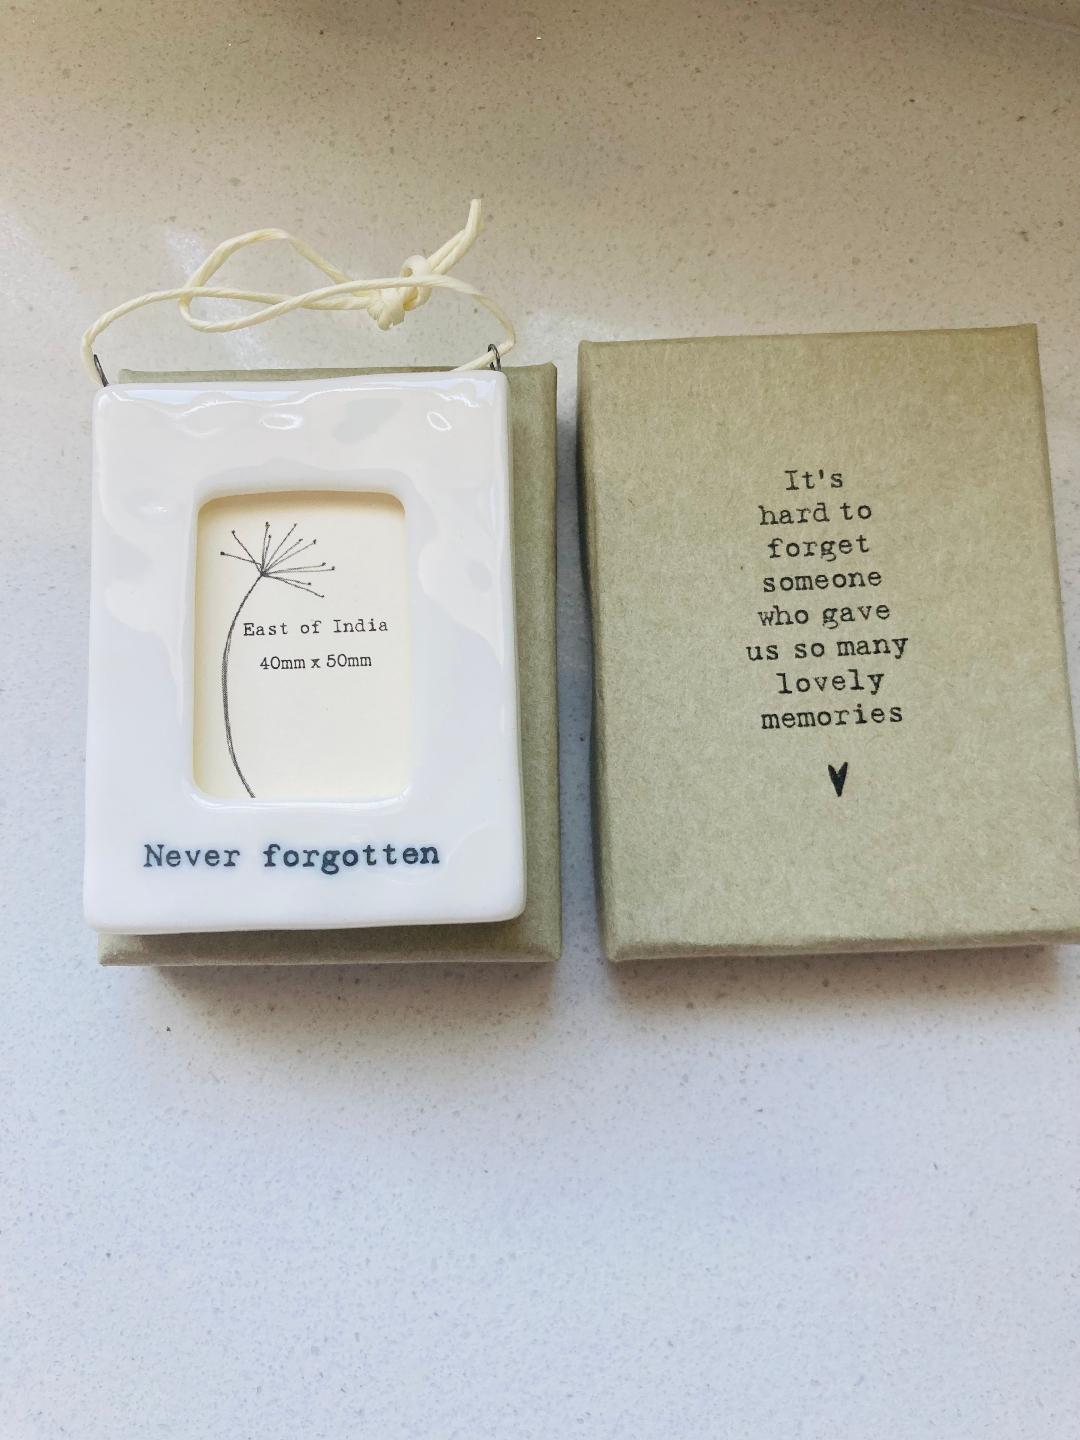 East of India
40mm x 50mm
Never forgotten
It's
hard to
forget
someone
who gave
us so many
lovely
memories